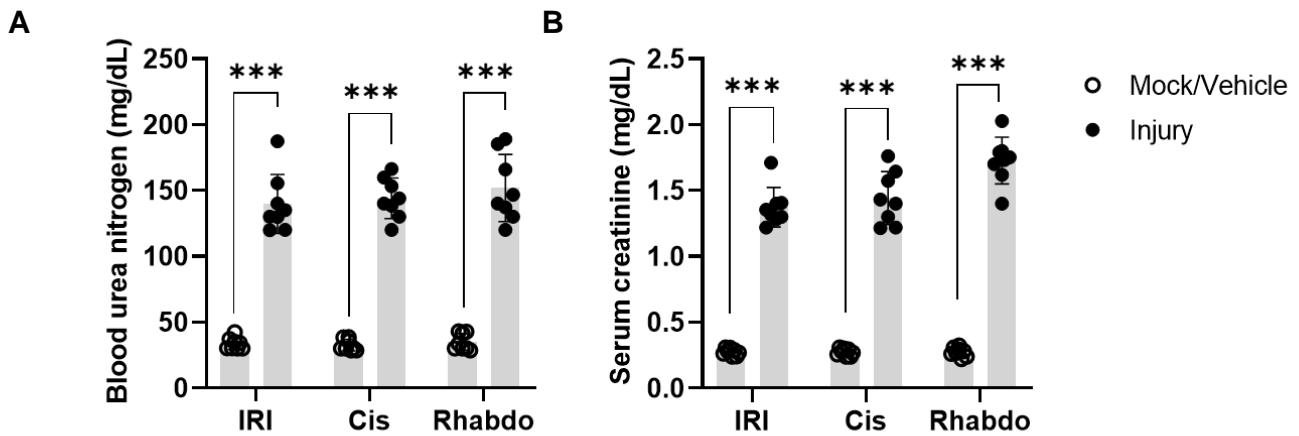 A
Blood urea nitrogen (mg/dL)
250
200
150
100
50
0
***
***
***
IRI
Cis
Rhabdo
B
Serum creatinine (mg/dL)
2.5
2.0
1.5
1.0
0.5
0.0
***
***
***
IRI
Cis
Rhabdo
Mock/Vehicle
Injury